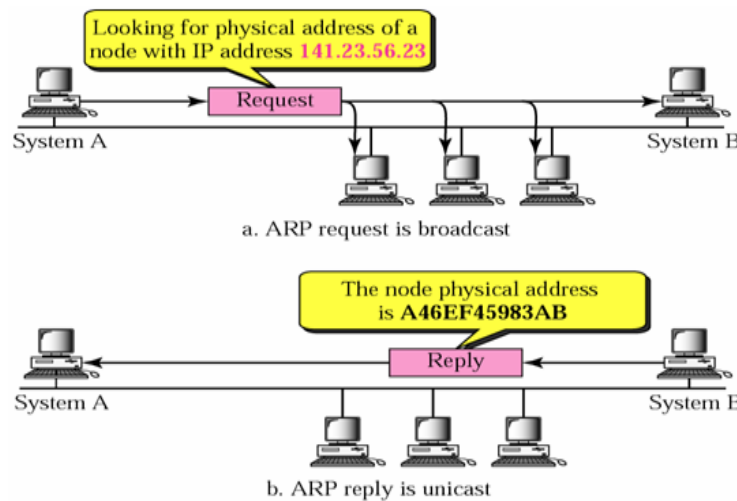 Looking for physical address of a
node with IP address 141.23.56.23
Request
System A
System B
a. ARP request is broadcast
The node physical address
is A46EF45983AB
Reply
System A
System B
b. ARP reply is unicast